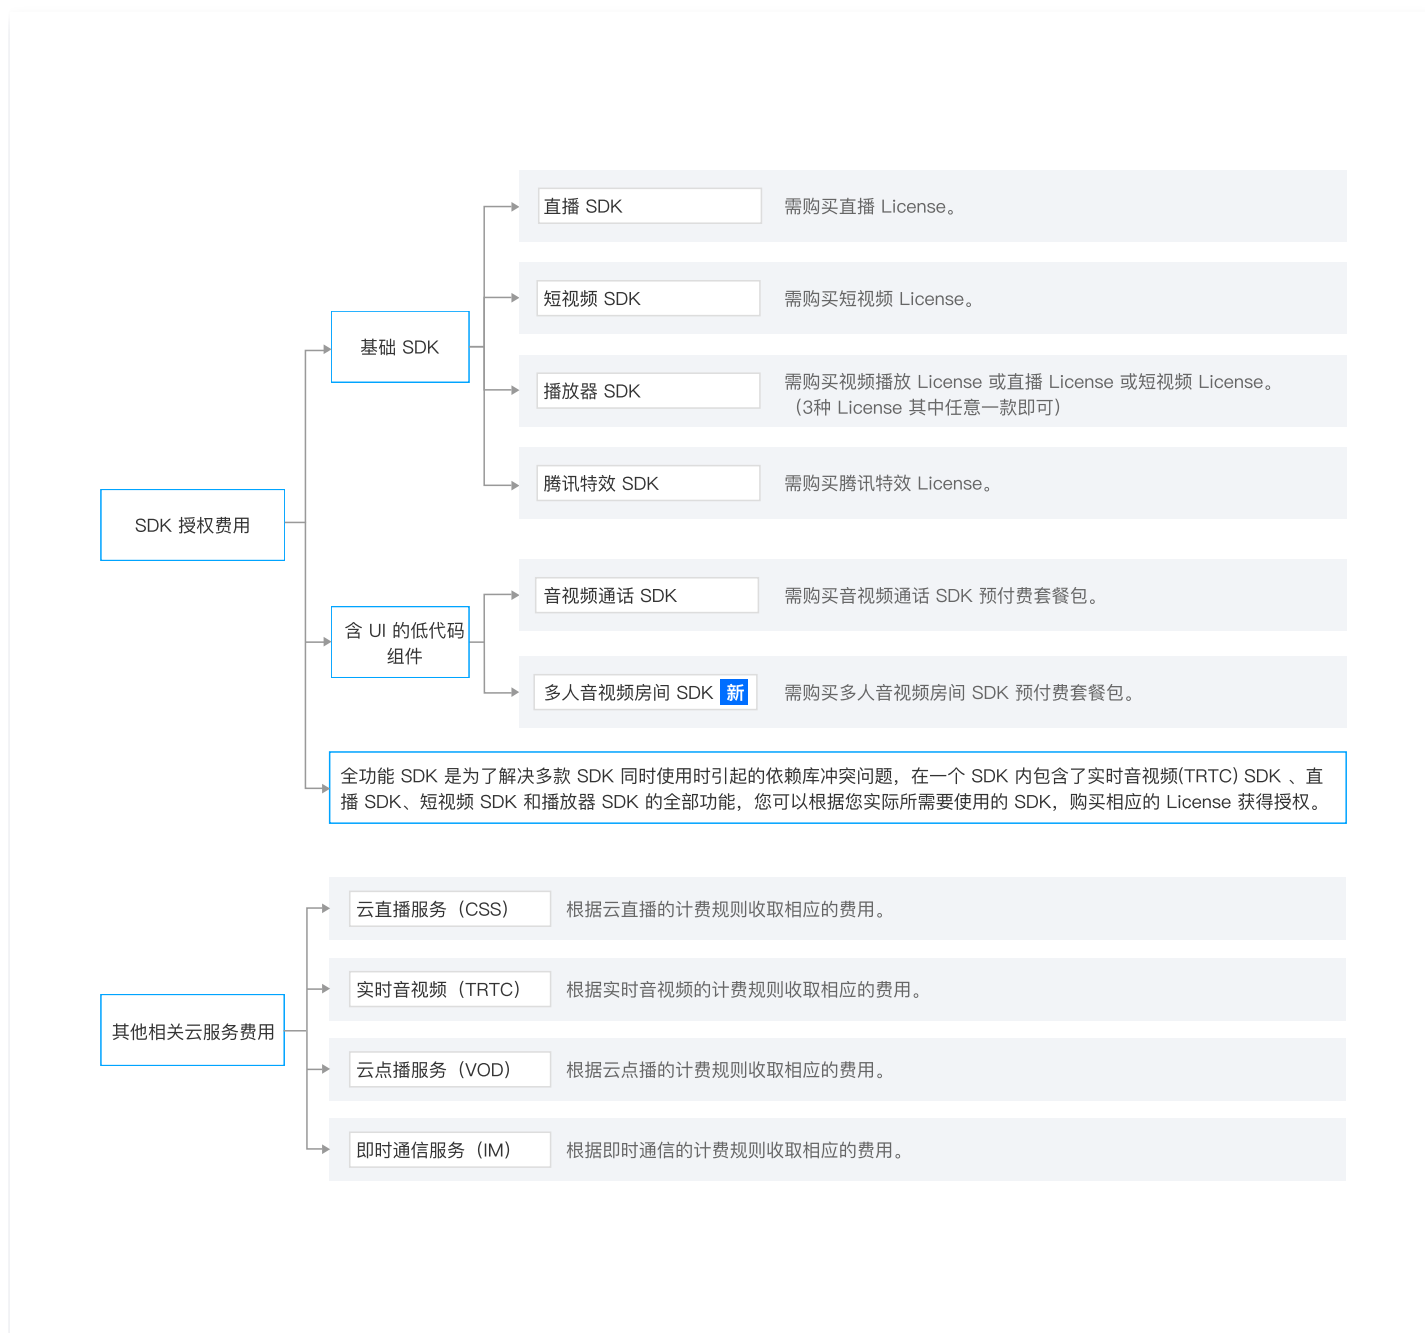 SDK 授权费用
基础 SDK
直播 SDK
需购买直播 License。
短视频 SDK
需购买短视频 License。
播放器 SDK
需购买视频播放 License 或直播 License 或短视频 License。
（3种 License 其中任意一款即可）
腾讯特效 SDK
需购买腾讯特效 License。
含 UI 的低代码
组件
音视频通话 SDK
需购买音视频通话 SDK 预付费套餐包。
多人音视频房间 SDK 新
需购买多人音视频房间 SDK 预付费套餐包。
全功能 SDK 是为了解决多款 SDK 同时使用时引起的依赖库冲突问题，在一个 SDK 内包含了实时音视频(TRTC) SDK 、直
播 SDK、短视频 SDK 和播放器 SDK 的全部功能，您可以根据您实际所需要使用的 SDK，购买相应的 License 获得授权。
其他相关云服务费用
云直播服务（CSS）
根据云直播的计费规则收取相应的费用。
实时音视频（TRTC）
根据实时音视频的计费规则收取相应的费用。
云点播服务（VOD）
根据云点播的计费规则收取相应的费用。
即时通信服务（IM）
根据即时通信的计费规则收取相应的费用。